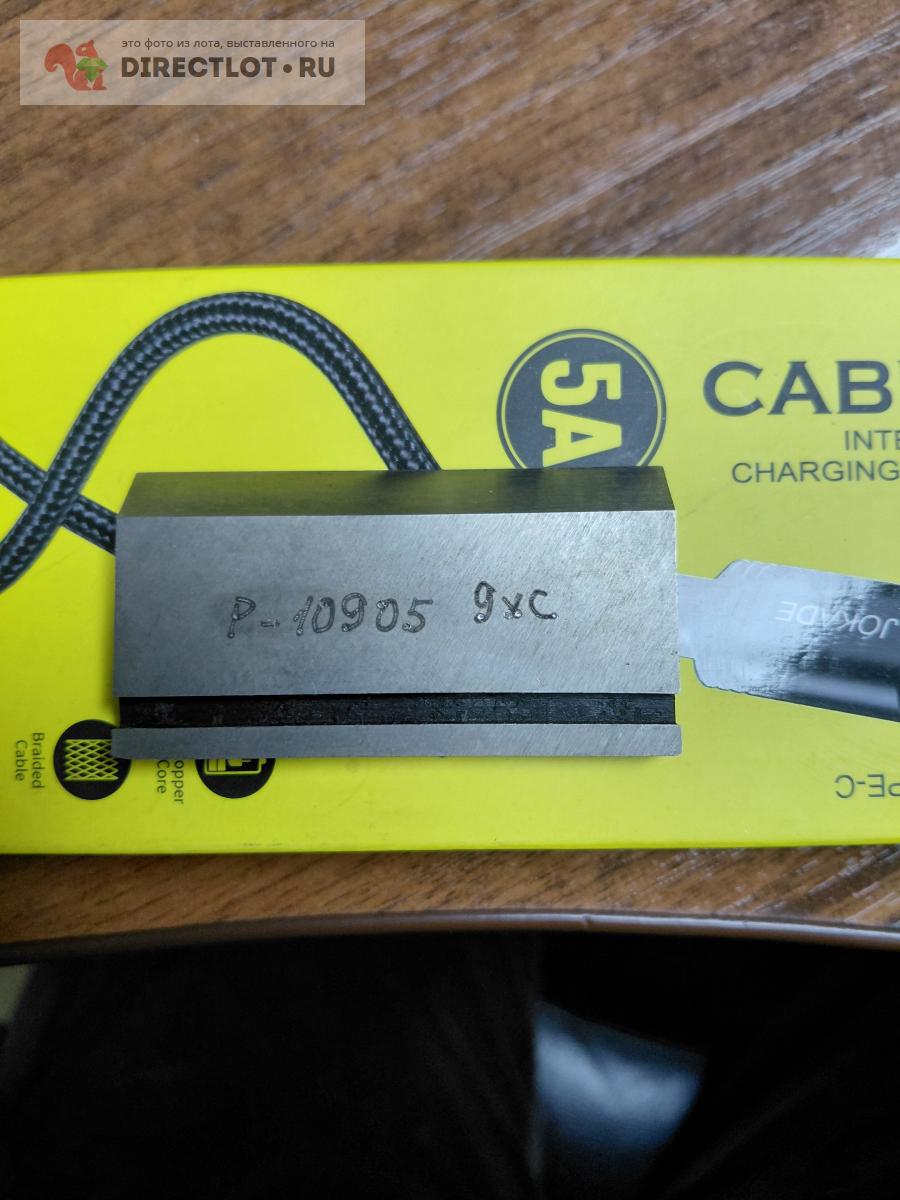 это фото из лота, выставленного на
DIRECTLOT•RU
5A
CAB
INTE
CHARGING
P-10905 9хС
JOKADE
Braided
Cable
opper
Core
PE-C